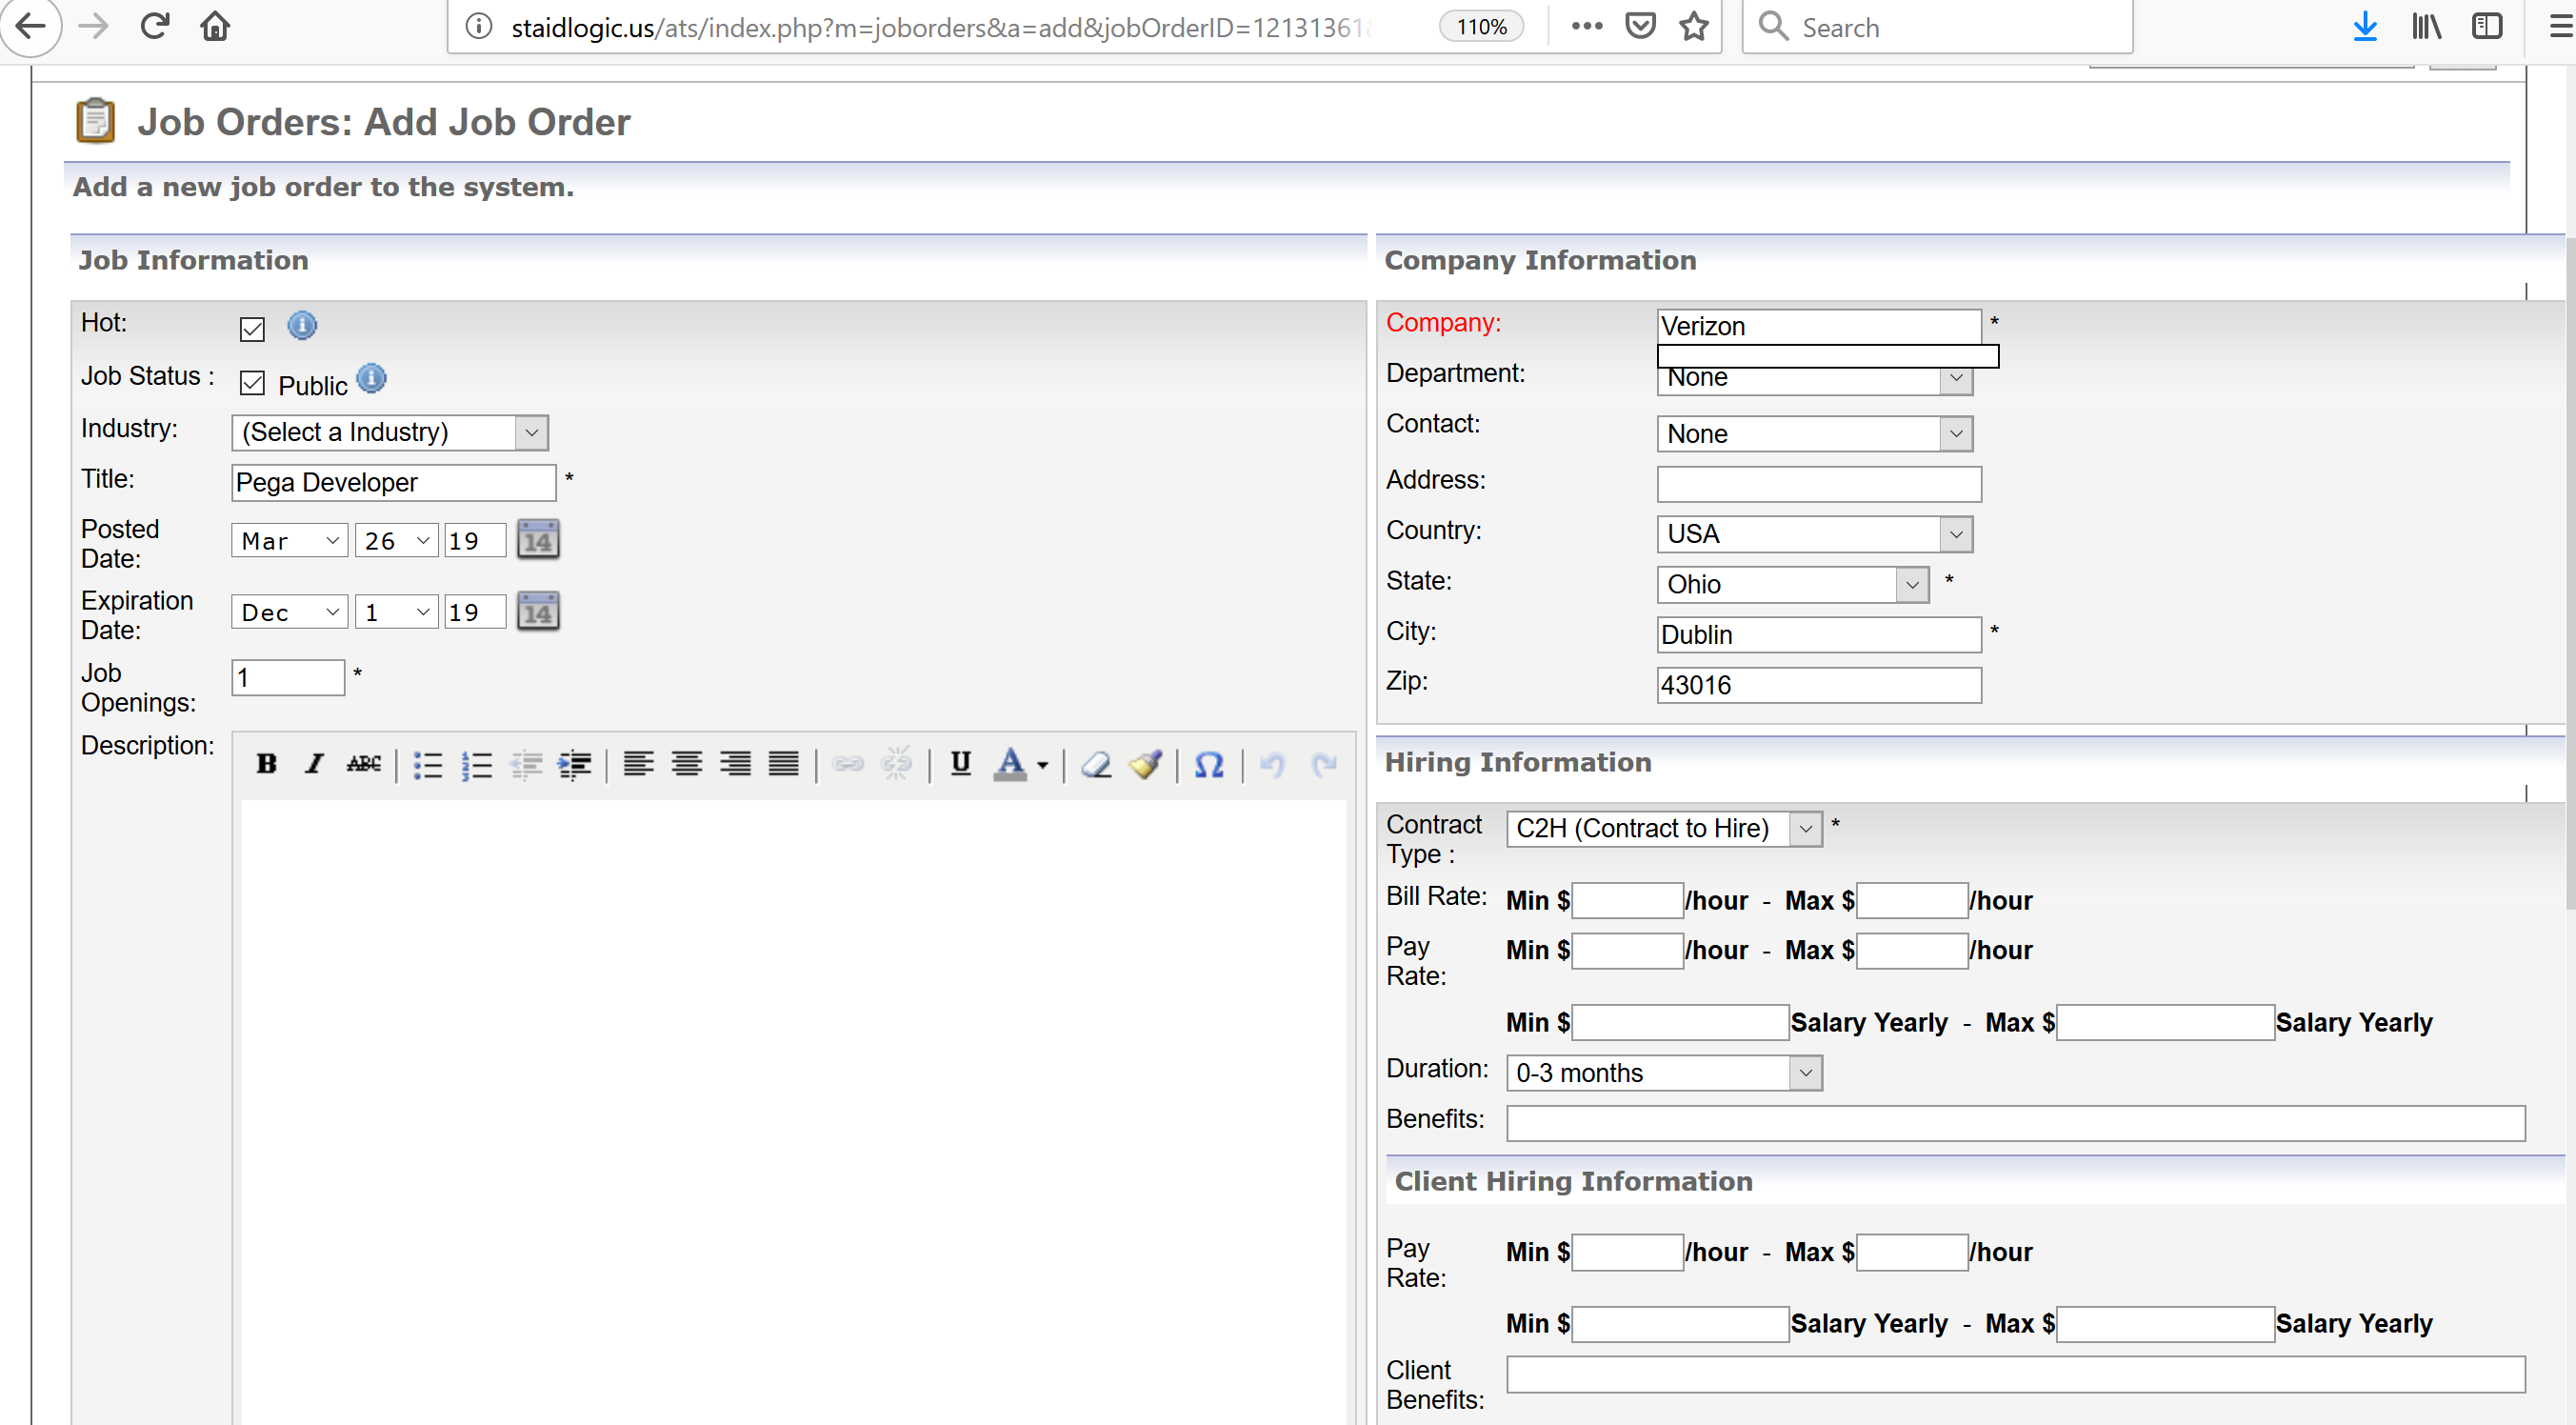 staidlogic.us/ats/index.php?m=joborders&a=add&jobOrderID=12131361
110%
Search
Job Orders: Add Job Order
Add a new job order to the system.
Job Information
Hot:
Job Status : Public
Industry: (Select a Industry)
Title: Pega Developer *
Posted Date: Mar 26 19 14
Expiration Date: Dec 1 19 14
Job Openings: 1 *
Description:
B I ABC U A Ω
Company Information
Company: Verizon *
Department: None
Contact: None
Address:
Country: USA
State: Ohio *
City: Dublin *
Zip: 43016
Hiring Information
Contract Type : C2H (Contract to Hire) *
Bill Rate: Min $ /hour - Max $ /hour
Pay Rate: Min $ /hour - Max $ /hour
Min $ Salary Yearly - Max $ Salary Yearly
Duration: 0-3 months
Benefits:
Client Hiring Information
Pay Rate: Min $ /hour - Max $ /hour
Min $ Salary Yearly - Max $ Salary Yearly
Client Benefits: